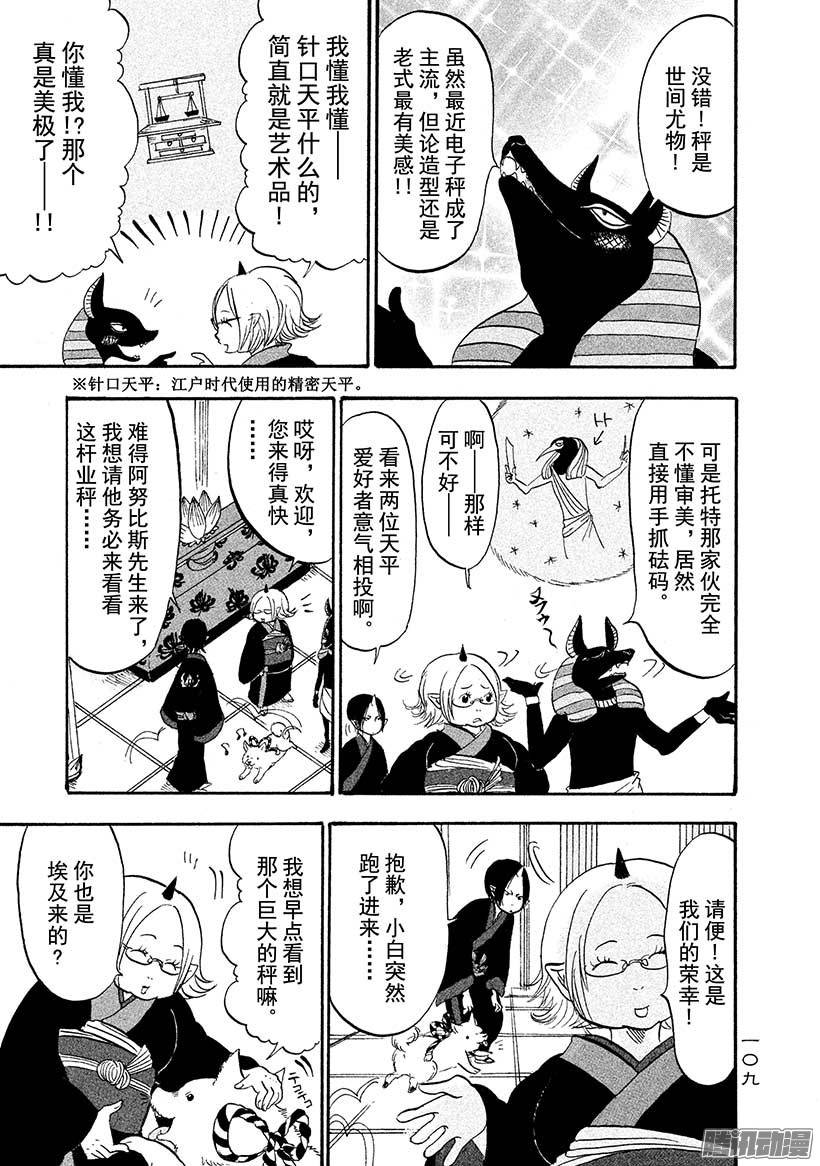 没错！秤是
世间尤物！
虽然最近电子秤成了
主流，但论造型还是
老式最有美感！！
我懂我懂——
针口天平什么的，
简直就是艺术品！
你懂我！？那个
真是美极了——！！
※针口天平：江户时代使用的精密天平。
可是托特那家伙完全
不懂审美，居然
直接用手抓砝码。
啊——那样
可不好——
看来两位天平
爱好者意气相投啊。
哎呀，欢迎，
您来得真快
……
难得阿努比斯先生来了，
我想请他务必来看看
这杆业秤……
请便！这是
我们的荣幸！
抱歉，小白突然
跑了进来……
我想早点看到
那个巨大的秤嘛。
你也是
埃及来的？
一〇九
腾讯动漫